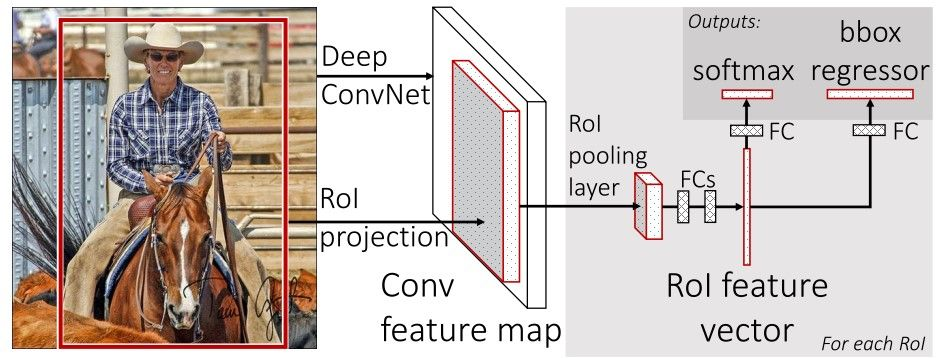 Deep
ConvNet
RoI
projection
Conv
feature map
RoI
pooling
layer
FCs
Outputs:
softmax
bbox
regressor
FC
FC
RoI feature
vector
For each RoI